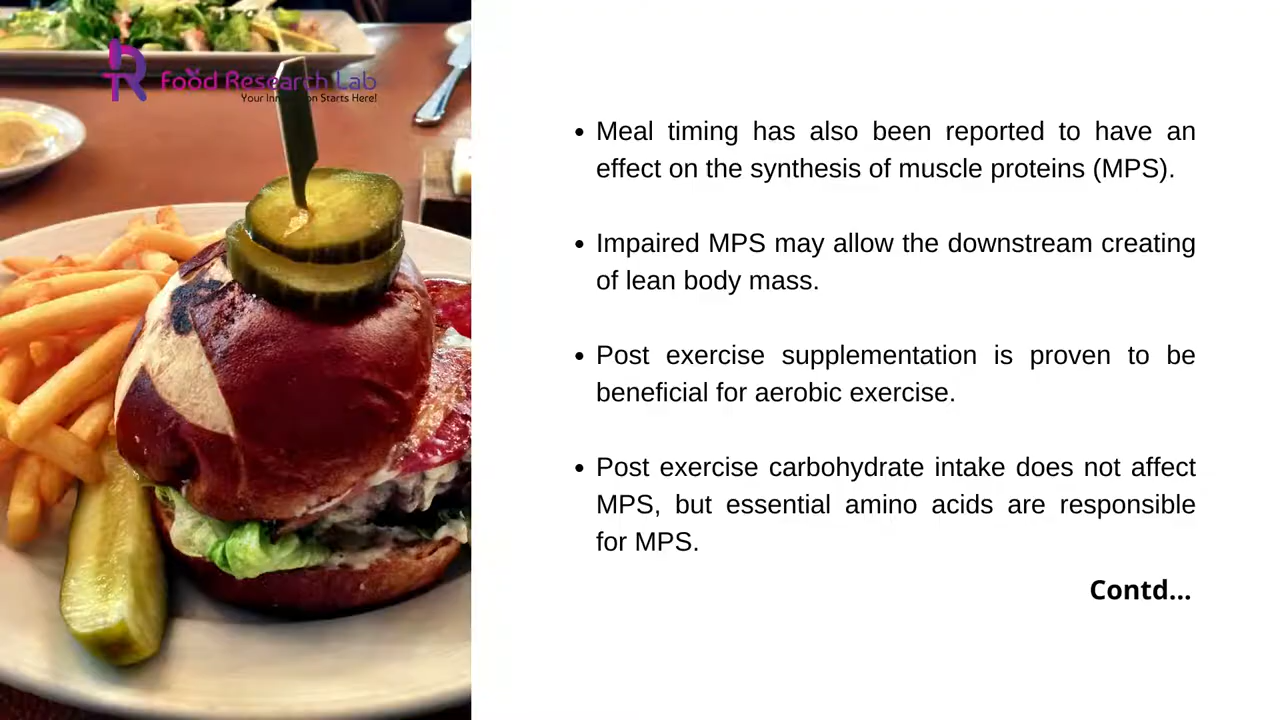 Food Research Lab
Your Innovation Starts Here!
• Meal timing has also been reported to have an
effect on the synthesis of muscle proteins (MPS).
• Impaired MPS may allow the downstream creating
of lean body mass.
• Post exercise supplementation is proven to be
beneficial for aerobic exercise.
• Post exercise carbohydrate intake does not affect
MPS, but essential amino acids are responsible
for MPS.
Contd...